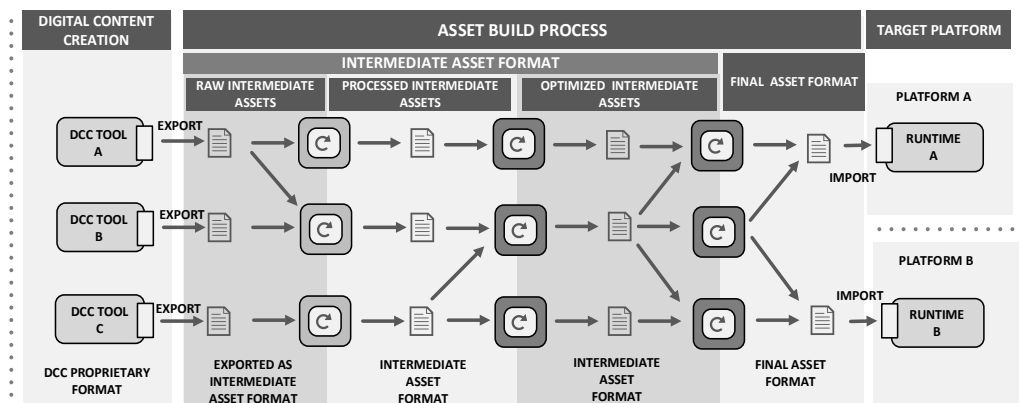 DIGITAL CONTENT
CREATION
ASSET BUILD PROCESS
TARGET PLATFORM
INTERMEDIATE ASSET FORMAT
RAW INTERMEDIATE
ASSETS
PROCESSED INTERMEDIATE
ASSETS
OPTIMIZED INTERMEDIATE
ASSETS
FINAL ASSET FORMAT
PLATFORM A
DCC TOOL
A
EXPORT
RUNTIME
A
IMPORT
DCC TOOL
B
EXPORT
PLATFORM B
DCC TOOL
C
EXPORT
IMPORT
RUNTIME
B
DCC PROPRIETARY
FORMAT
EXPORTED AS
INTERMEDIATE
ASSET FORMAT
INTERMEDIATE
ASSET
FORMAT
INTERMEDIATE
ASSET
FORMAT
FINAL ASSET
FORMAT